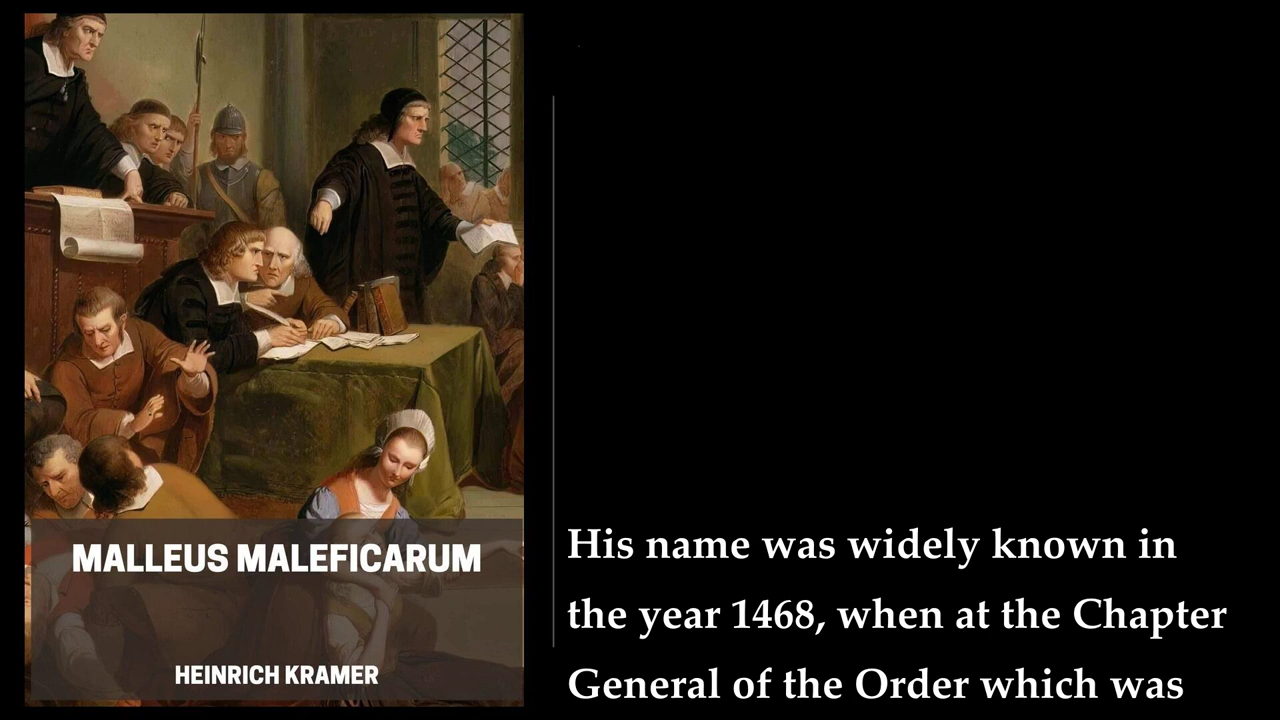 MALLEUS MALEFICARUM
HEINRICH KRAMER
His name was widely known in
the year 1468, when at the Chapter
General of the Order which was